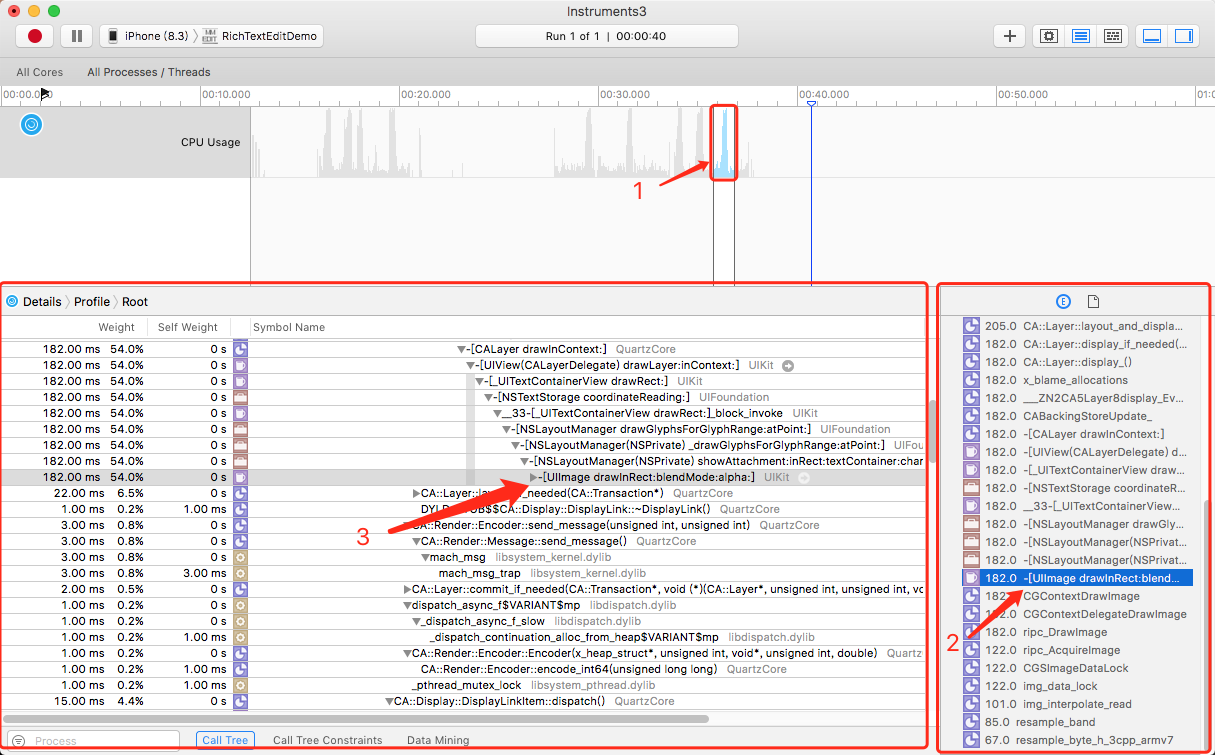 Instruments3
iPhone (8.3) RichTextEditDemo
Run 1 of 1 | 00:00:40
All Cores All Processes / Threads
00:10.000 00:20.000 00:30.000 00:40.000 00:50.000
CPU Usage
1
Details Profile Root
Weight Self Weight Symbol Name
182.00 ms 54.0% 0 s -[CALayer drawInContext:] QuartzCore
182.00 ms 54.0% 0 s -[UIView(CALayerDelegate) drawLayer:inContext:] UIKit
182.00 ms 54.0% 0 s -[_UITextContainerView drawRect:] UIKit
182.00 ms 54.0% 0 s -[NSTextStorage coordinateReading:] UIFoundation
182.00 ms 54.0% 0 s __33-[_UITextContainerView drawRect:]_block_invoke UIKit
182.00 ms 54.0% 0 s -[NSLayoutManager drawGlyphsForGlyphRange:atPoint:] UIFoundation
182.00 ms 54.0% 0 s -[NSLayoutManager(NSPrivate) _drawGlyphsForGlyphRange:atPoint:] UIFou
182.00 ms 54.0% 0 s -[NSLayoutManager(NSPrivate) showAttachment:inRect:textContainer:char
182.00 ms 54.0% 0 s -[UIImage drawInRect:blendMode:alpha:] UIKit
22.00 ms 6.5% 0 s CA::Layer::(CA::Transaction*) QuartzCore
1.00 ms 0.2% 1.00 ms $$CA::Display::DisplayLink::~DisplayLink() QuartzCore
3.00 ms 0.8% 0 s CA::Render::Encoder::send_message(unsigned int, unsigned int) QuartzCore
3.00 ms 0.8% 0 s CA::Render::Message::send_message() QuartzCore
3.00 ms 0.8% 0 s mach_msg libsystem_kernel.dylib
3.00 ms 0.8% 3.00 ms mach_msg_trap libsystem_kernel.dylib
2.00 ms 0.5% 0 s CA::Layer::commit_if_needed(CA::Transaction*, void (*)(CA::Layer*, unsigned int, unsigned int, vo
1.00 ms 0.2% 0 s dispatch_async_f$VARIANT$mp libdispatch.dylib
1.00 ms 0.2% 0 s _dispatch_async_f_slow libdispatch.dylib
1.00 ms 0.2% 1.00 ms _dispatch_continuation_alloc_from_heap$VARIANT$mp libdispatch.dylib
1.00 ms 0.2% 0 s CA::Render::Encoder::Encoder(x_heap_struct*, unsigned int, void*, unsigned int, double) Quartz
1.00 ms 0.2% 1.00 ms CA::Render::Encoder::encode_int64(unsigned long long) QuartzCore
1.00 ms 0.2% 1.00 ms _pthread_mutex_lock libsystem_pthread.dylib
15.00 ms 4.4% 0 s CA::Display::DisplayLinkItem::dispatch() QuartzCore
3
Process Call Tree Call Tree Constraints Data Mining
E
205.0 CA::Layer::layout_and_displa...
182.0 CA::Layer::display_if_needed(...
182.0 CA::Layer::display_()
182.0 x_blame_allocations
182.0 ___ZN2CA5Layer8display_Ev...
182.0 CABackingStoreUpdate_
182.0 -[CALayer drawInContext:]
182.0 -[UIView(CALayerDelegate) d...
182.0 -[_UITextContainerView draw...
182.0 -[NSTextStorage coordinateR...
182.0 __33-[_UITextContainerView...
182.0 -[NSLayoutManager drawGly...
182.0 -[NSLayoutManager(NSPrivat...
182.0 -[NSLayoutManager(NSPrivat...
182.0 -[UIImage drawInRect:blend...
CGContextDrawImage
CGContextDelegateDrawImage
182.0 ripc_DrawImage
122.0 ripc_AcquireImage
122.0 CGSImageDataLock
122.0 img_data_lock
101.0 img_interpolate_read
85.0 resample_band
67.0 resample_byte_h_3cpp_armv7
2